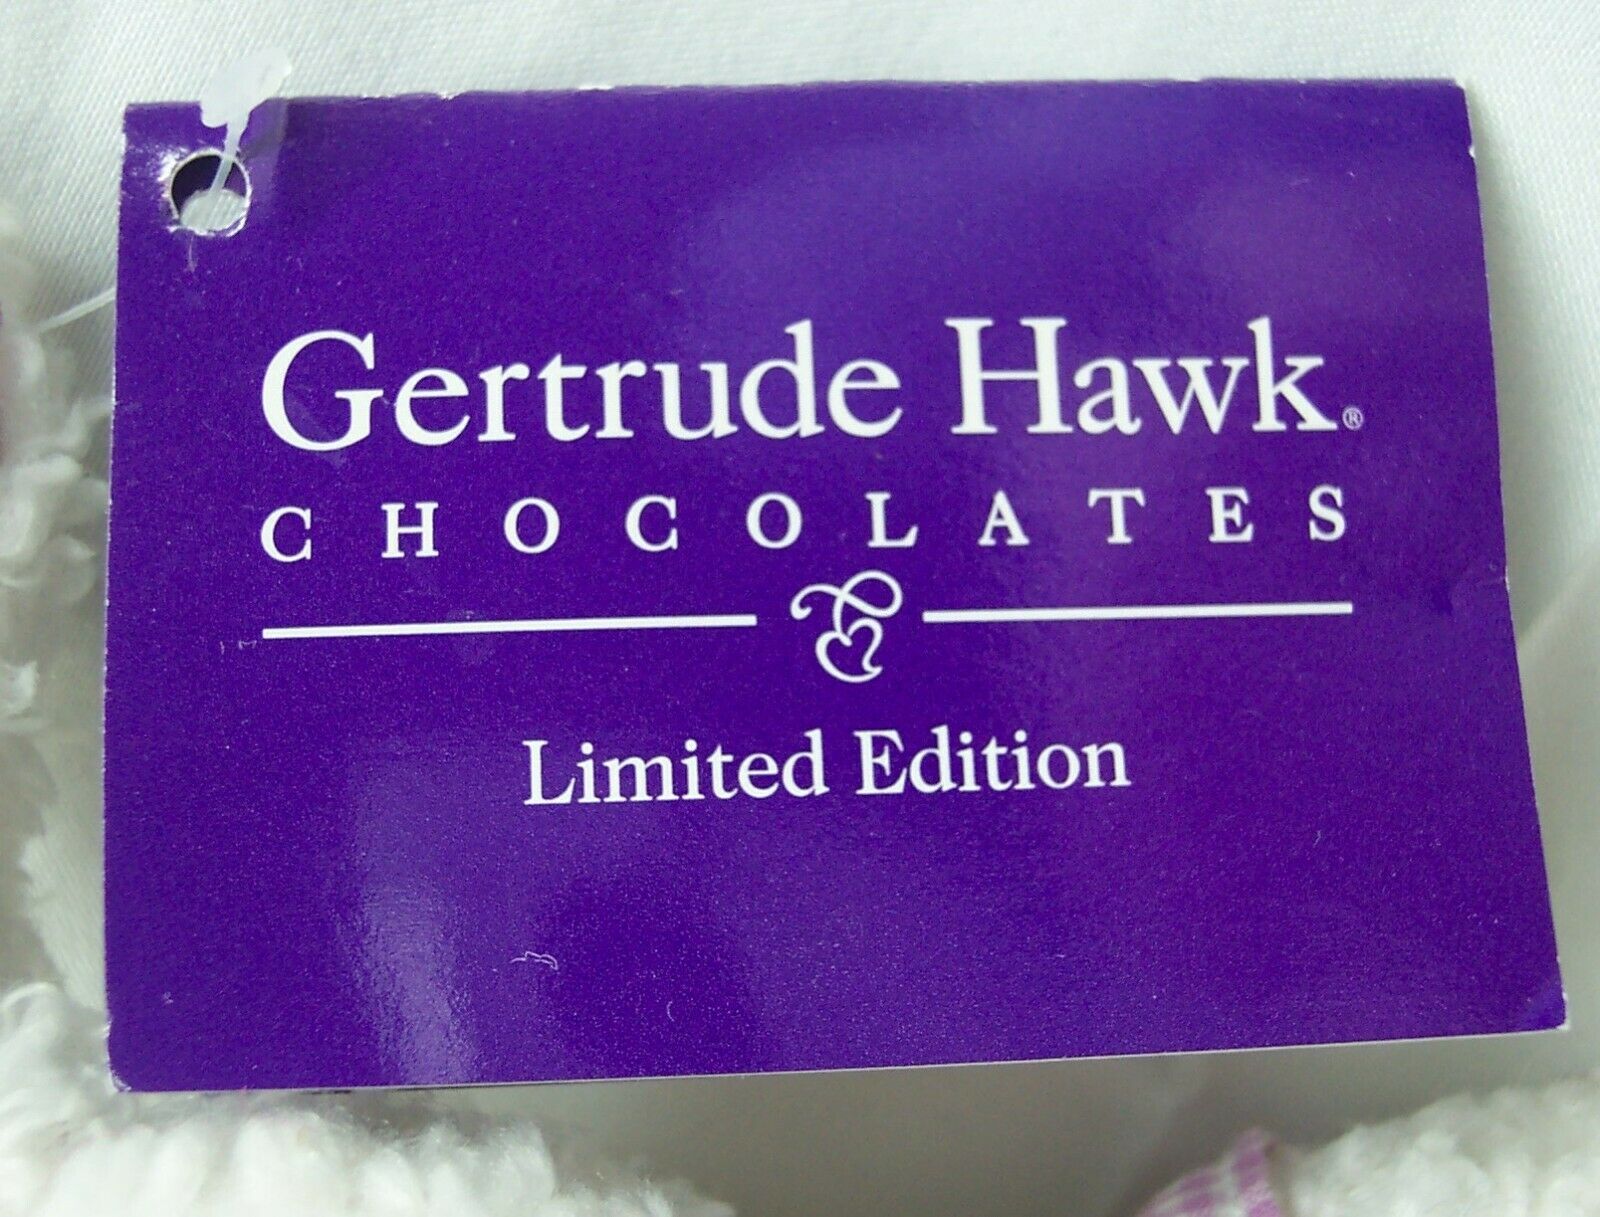 Gertrude Hawk®
CHOCOLATES
Limited Edition